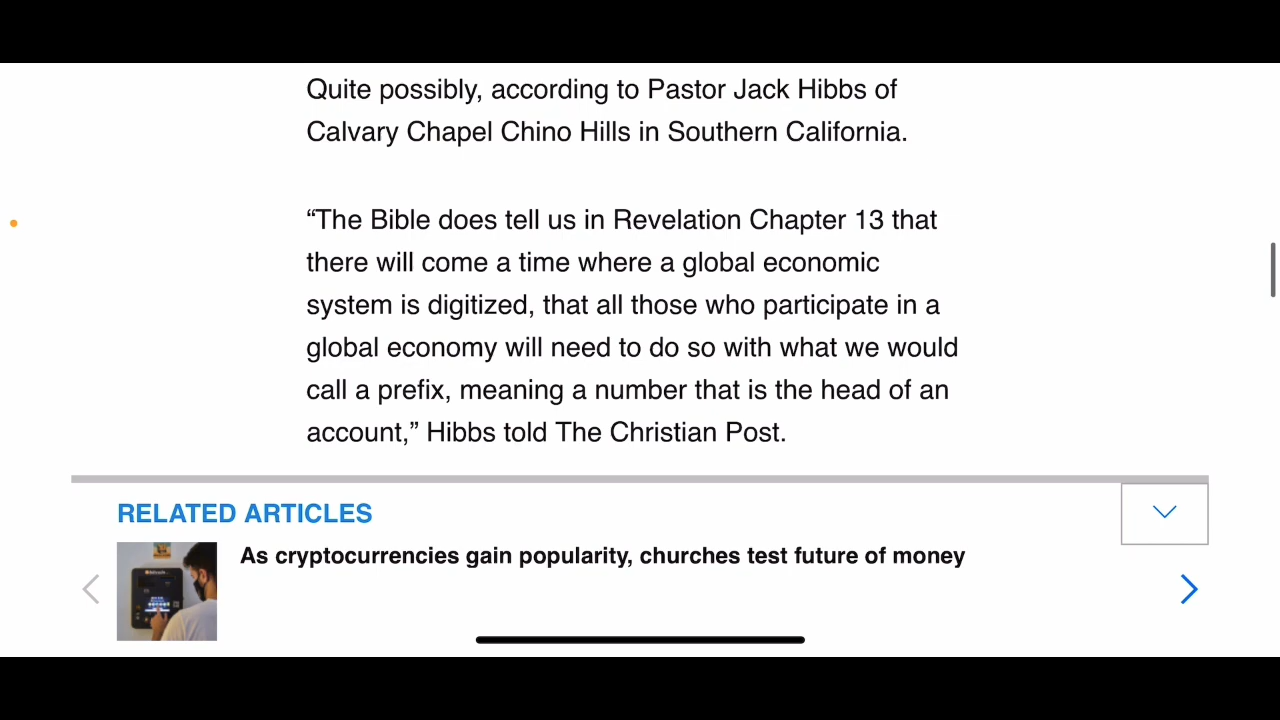 Quite possibly, according to Pastor Jack Hibbs of
Calvary Chapel Chino Hills in Southern California.
“The Bible does tell us in Revelation Chapter 13 that
there will come a time where a global economic
system is digitized, that all those who participate in a
global economy will need to do so with what we would
call a prefix, meaning a number that is the head of an
account,” Hibbs told The Christian Post.
RELATED ARTICLES
As cryptocurrencies gain popularity, churches test future of money